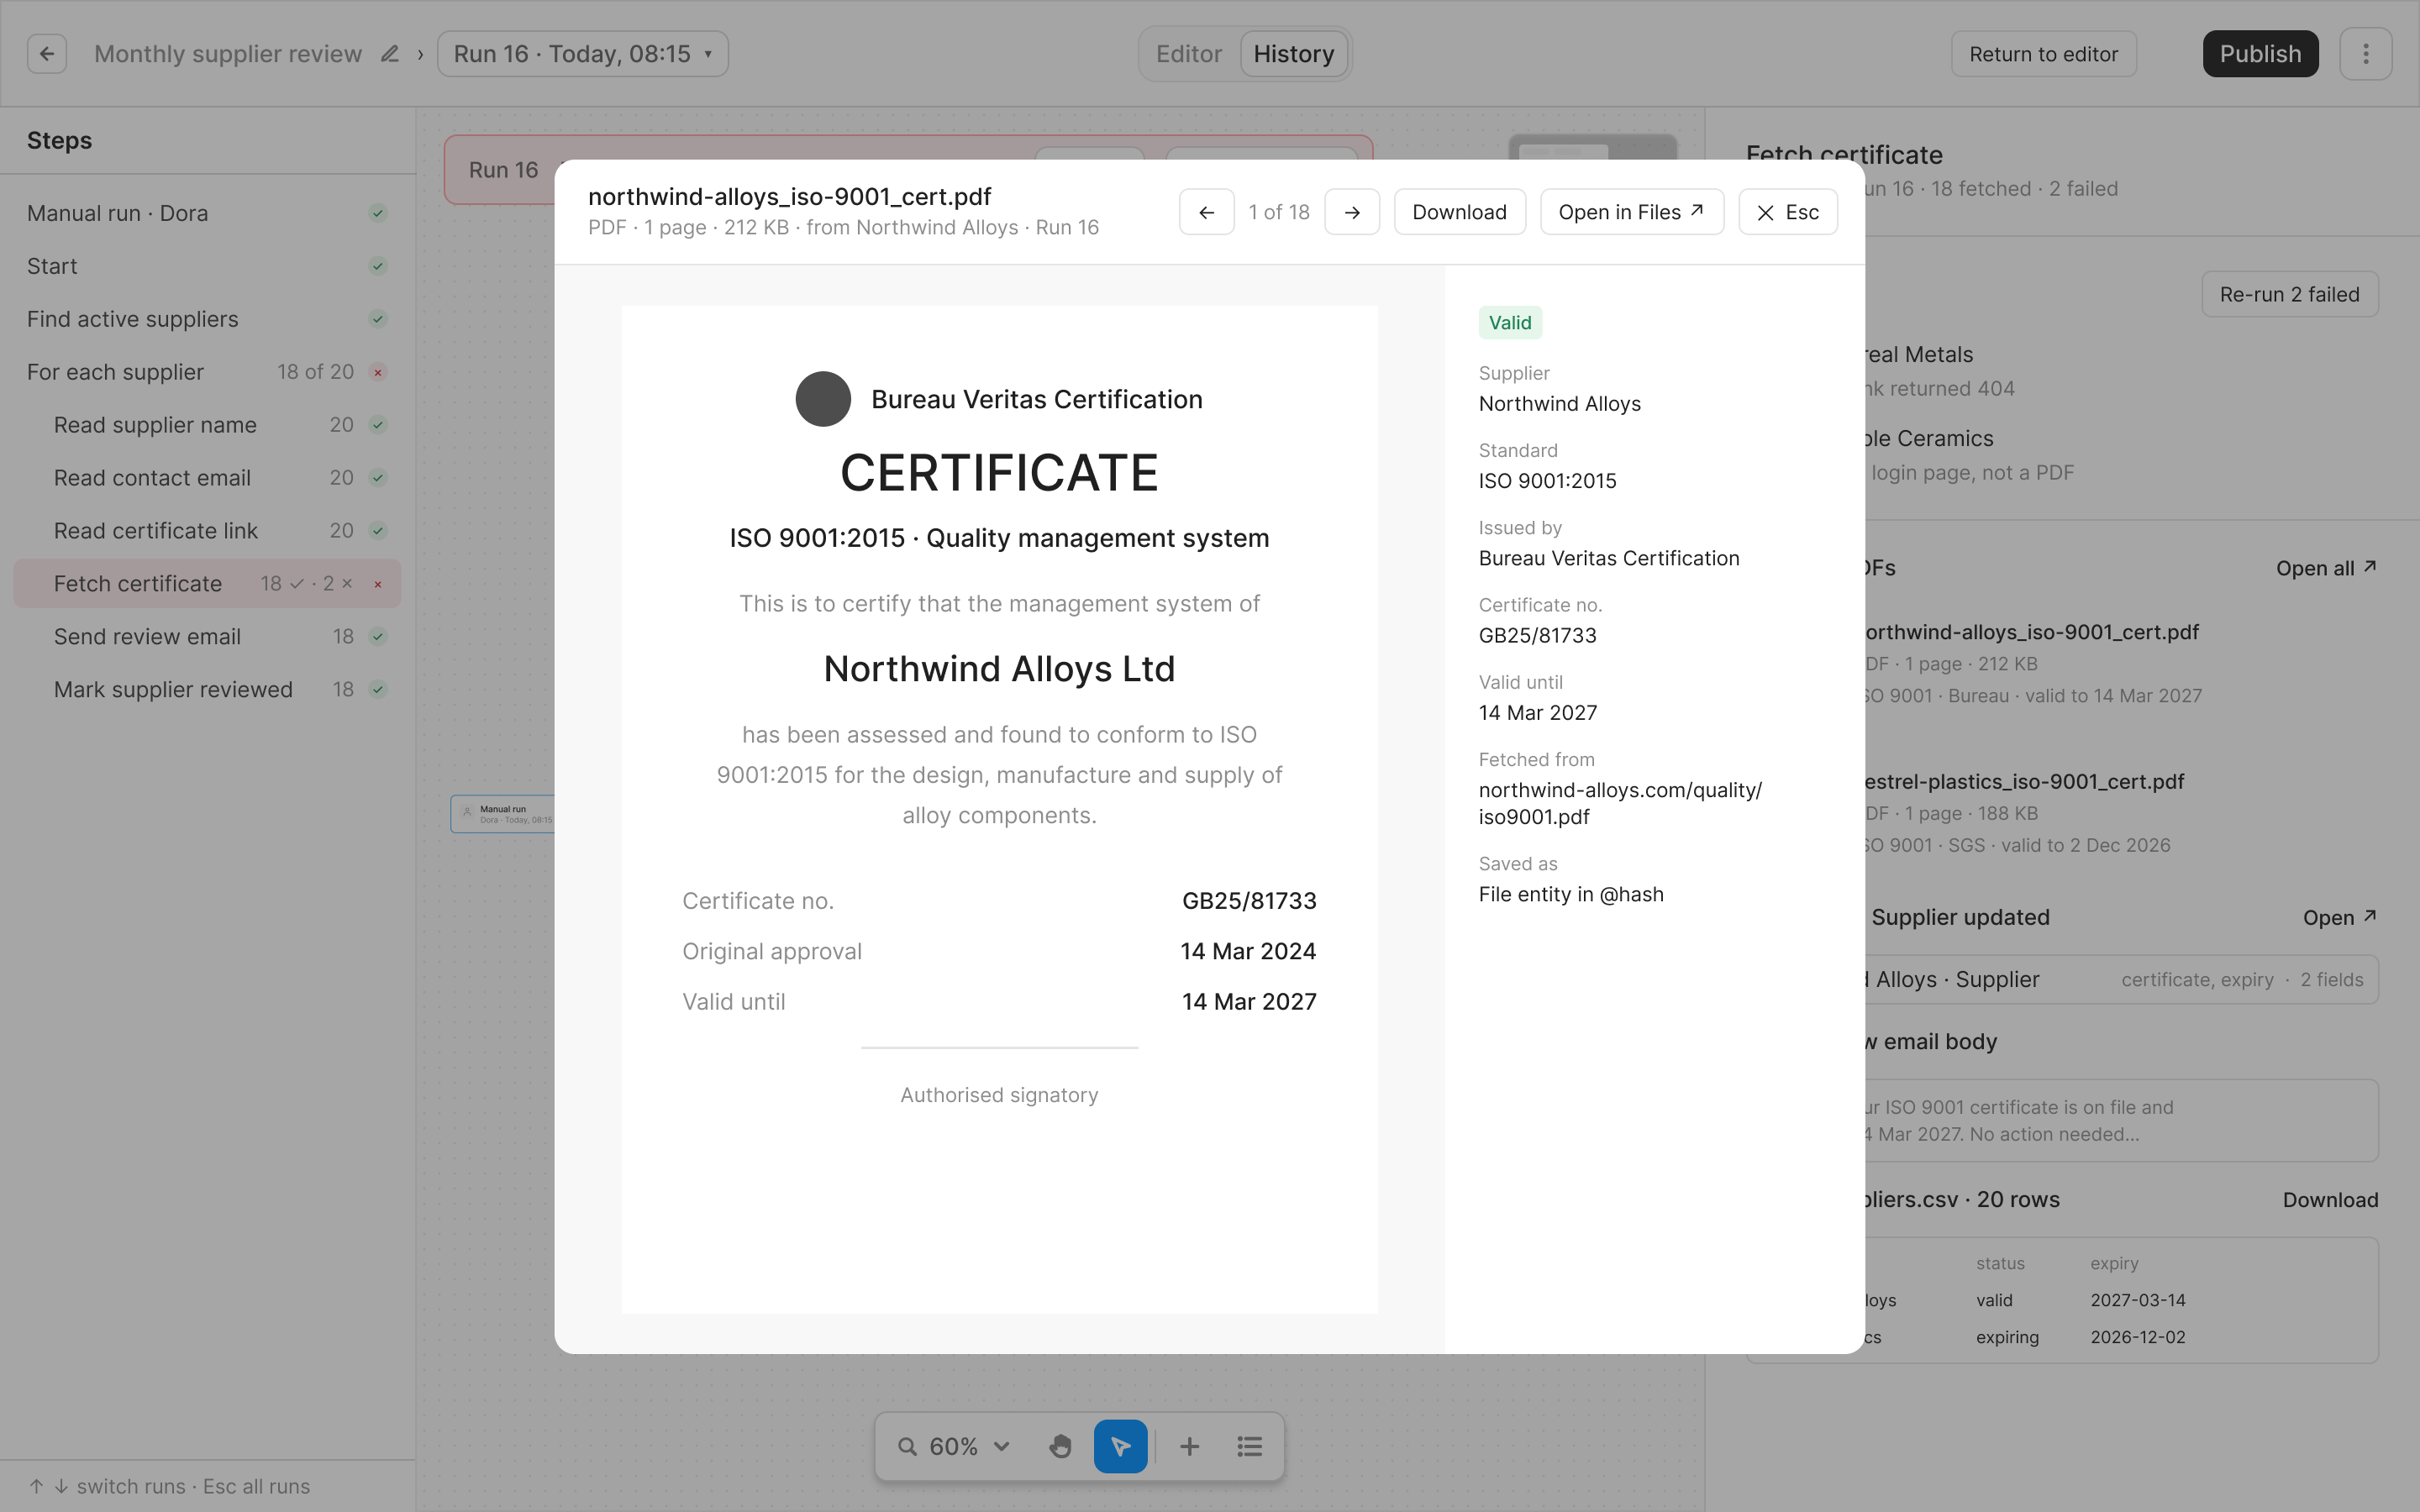 Monthly supplier review › Run 16 · Today, 08:15 ▾
Editor History
Return to editor Publish
Steps
Manual run · Dora
Start
Find active suppliers
For each supplier 18 of 20 ×
Read supplier name 20
Read contact email 20
Read certificate link 20
Fetch certificate 18 ✓ · 2 × ×
Send review email 18
Mark supplier reviewed 18
↑ ↓ switch runs · Esc all runs
Run 16
Manual run
Dora · Today, 08:15
northwind-alloys_iso-9001_cert.pdf
PDF · 1 page · 212 KB · from Northwind Alloys · Run 16
← 1 of 18 → Download Open in Files ↗ × Esc
Bureau Veritas Certification
CERTIFICATE
ISO 9001:2015 · Quality management system
This is to certify that the management system of
Northwind Alloys Ltd
has been assessed and found to conform to ISO
9001:2015 for the design, manufacture and supply of
alloy components.
Certificate no. GB25/81733
Original approval 14 Mar 2024
Valid until 14 Mar 2027
Authorised signatory
Valid
Supplier
Northwind Alloys
Standard
ISO 9001:2015
Issued by
Bureau Veritas Certification
Certificate no.
GB25/81733
Valid until
14 Mar 2027
Fetched from
northwind-alloys.com/quality/
iso9001.pdf
Saved as
File entity in @hash
60%
Fetch certificate
16 · 18 fetched · 2 failed
Re-run 2 failed
Metals
returned 404
Ceramics
login page, not a PDF
Open all ↗
orthwind-alloys_iso-9001_cert.pdf
DF · 1 page · 212 KB
SO 9001 · Bureau · valid to 14 Mar 2027
estrel-plastics_iso-9001_cert.pdf
DF · 1 page · 188 KB
SO 9001 · SGS · valid to 2 Dec 2026
Supplier updated Open ↗
Alloys · Supplier certificate, expiry · 2 fields
email body
ISO 9001 certificate is on file and
Mar 2027. No action needed...
pliers.csv · 20 rows Download
status expiry
loys valid 2027-03-14
cs expiring 2026-12-02